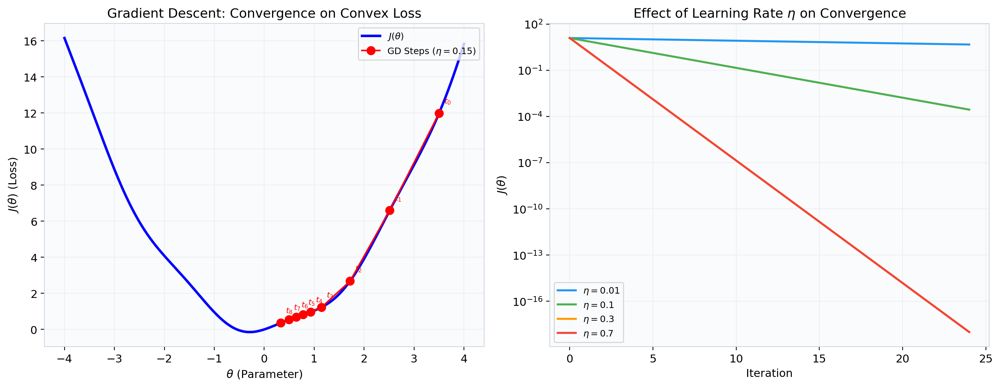 Gradient Descent: Convergence on Convex Loss
J(θ)
GD Steps (η = 0.15)
16
14
12
10
8
6
4
2
0
J(θ) (Loss)
t₀
t₂
t₃
t₄
t₅
t₆
t₇
t₈
−4 −3 −2 −1 0 1 2 3 4
θ (Parameter)
Effect of Learning Rate η on Convergence
10²
10⁻¹
10⁻⁴
10⁻⁷
10⁻¹⁰
10⁻¹³
10⁻¹⁶
J(θ)
η = 0.01
η = 0.1
η = 0.3
η = 0.7
0 5 10 15 20 25
Iteration